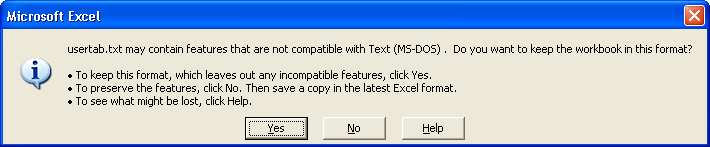 Microsoft Excel
usertab.txt may contain features that are not compatible with Text (MS-DOS) .  Do you want to keep the workbook in this format?
• To keep this format, which leaves out any incompatible features, click Yes.
• To preserve the features, click No. Then save a copy in the latest Excel format.
• To see what might be lost, click Help.
Yes No Help